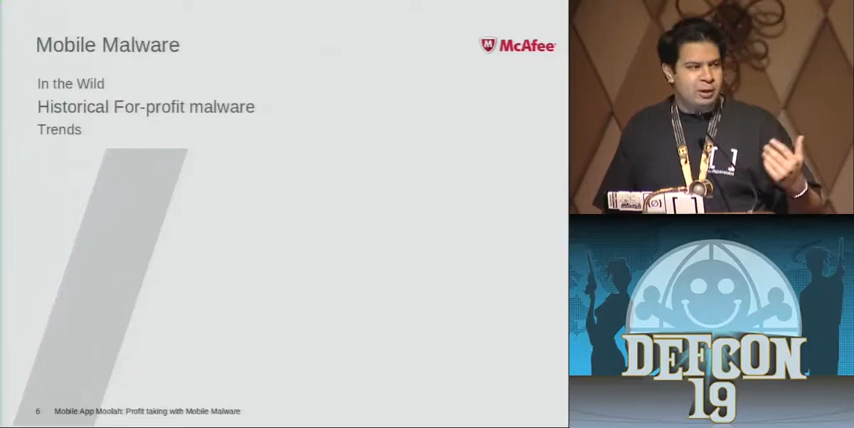 Mobile Malware
McAfee
In the Wild
Historical For-profit malware
Trends
6 Mobile App Moolah: Profit taking with Mobile Malware
[ ]
DEFCON
19